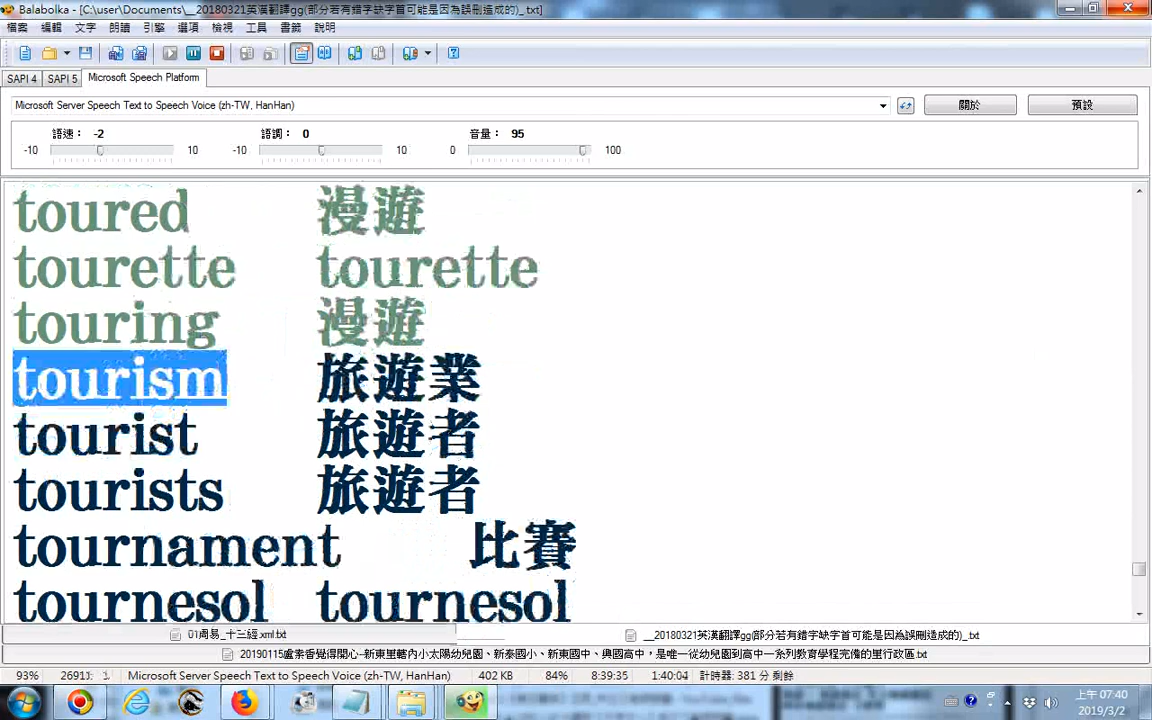 Balabolka - [C:\user\Documents\__20180321英漢翻譯gg(部分若有錯字缺字首可能是因為誤刪造成的)_.txt]
檔案 編輯 文字 朗讀 引擎 選項 檢視 工具 書籤 說明
SAPI 4 SAPI 5 Microsoft Speech Platform
Microsoft Server Speech Text to Speech Voice (zh-TW, HanHan) 關於 預設
語速： -2 語調： 0 音量： 95
-10 10 -10 10 0 100
toured 漫遊
tourette tourette
touring 漫遊
tourism 旅遊業
tourist 旅遊者
tourists 旅遊者
tournament 比賽
tournesol tournesol
01周易_十三經.xml.txt __20180321英漢翻譯gg(部分若有錯字缺字首可能是因為誤刪造成的)_.txt
20190115盧素香覺得開心-新東里轄內小太陽幼兒園、新泰國小、新東國中、興國高中，是唯一從幼兒園到高中一系列教育學程完備的里行政區.txt
93% Microsoft Server Speech Text to Speech Voice (zh-TW, HanHan) 402 KB 84% 8:39:35 1:40:04 計時器: 381 分 剩餘
上午 07:40
2019/3/2